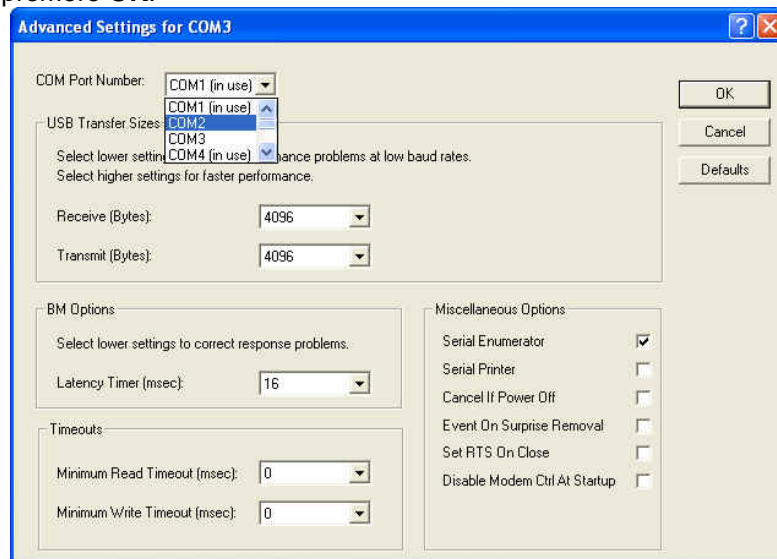 premere OK.
Advanced Settings for COM3
COM Port Number:
COM1 (in use)
COM1 (in use)
COM2
COM3
COM4 (in use)
OK
Cancel
Defaults
USB Transfer Sizes
Select lower settin ance problems at low baud rates.
Select higher settings for faster performance.
Receive (Bytes): 4096
Transmit (Bytes): 4096
BM Options
Select lower settings to correct response problems.
Latency Timer (msec): 16
Timeouts
Minimum Read Timeout (msec): 0
Minimum Write Timeout (msec): 0
Miscellaneous Options
Serial Enumerator
Serial Printer
Cancel If Power Off
Event On Surprise Removal
Set RTS On Close
Disable Modem Ctrl At Startup